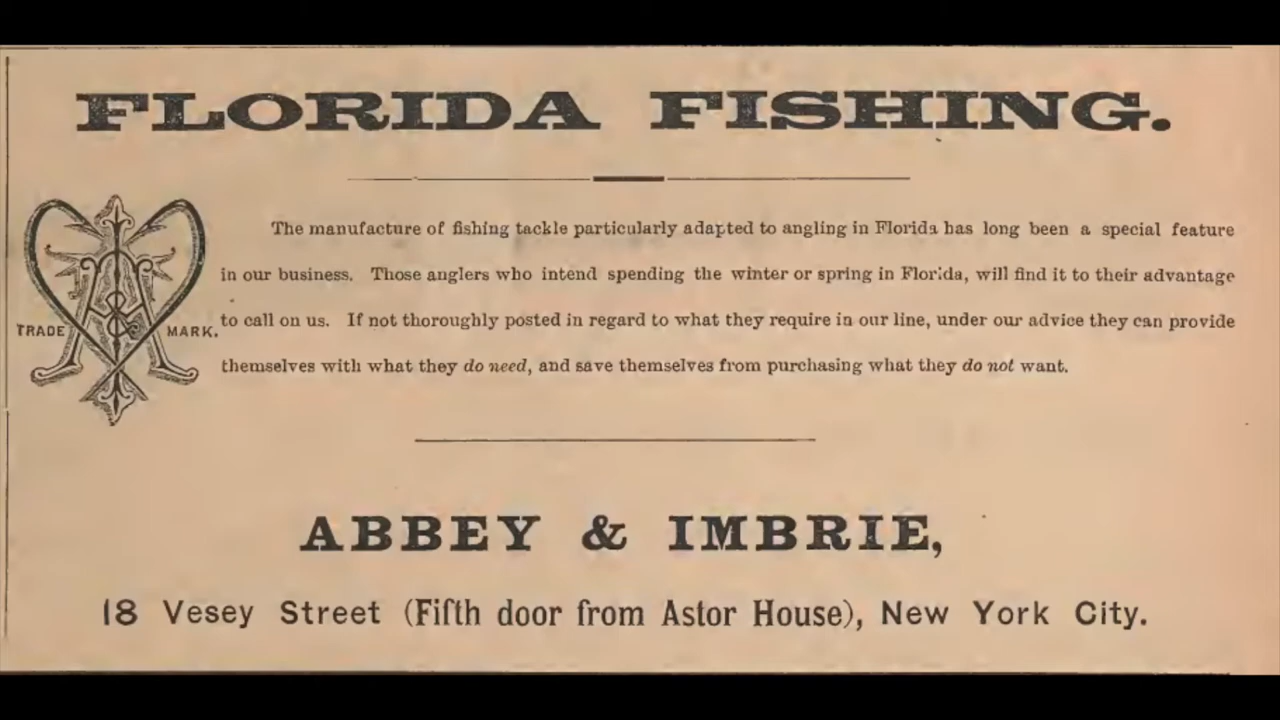 FLORIDA FISHING.
The manufacture of fishing tackle particularly adapted to angling in Florida has long been a special feature
in our business. Those anglers who intend spending the winter or spring in Florida, will find it to their advantage
to call on us. If not thoroughly posted in regard to what they require in our line, under our advice they can provide
themselves with what they do need, and save themselves from purchasing what they do not want.
TRADE MARK.
ABBEY & IMBRIE,
18 Vesey Street (Fifth door from Astor House), New York City.